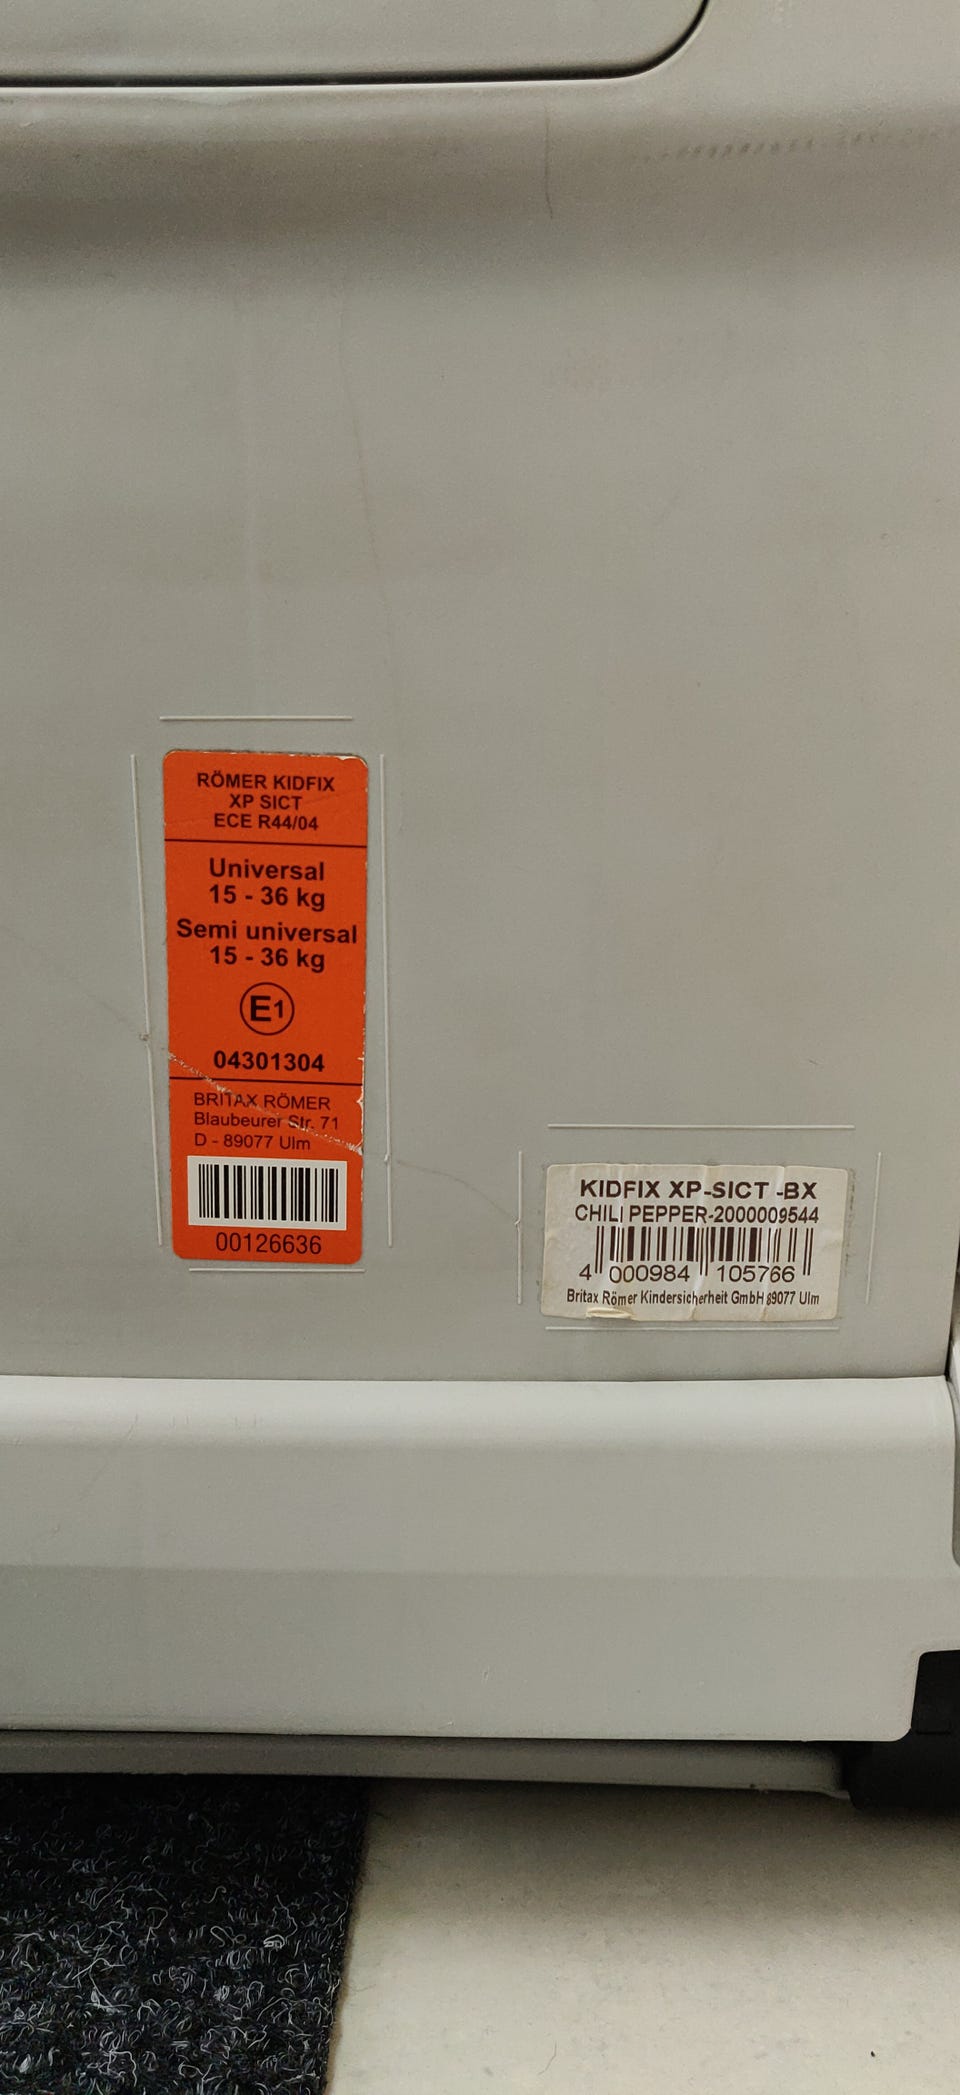 RÖMER KIDFIX
XP SICT
ECE R44/04
Universal
15 - 36 kg
Semi universal
15 - 36 kg
E1
04301304
BRITAX RÖMER
Blaubeurer Str. 71
D - 89077 Ulm
00126636
KIDFIX XP-SICT -BX
CHILI PEPPER-2000009544
4 000984 105766
Britax Römer Kindersicherheit GmbH 89077 Ulm